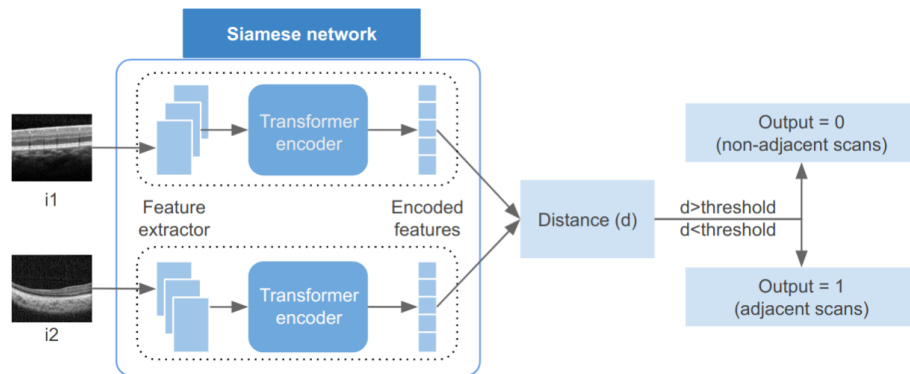 Siamese network
Transformer
encoder
i1
Feature
extractor
Encoded
features
Transformer
encoder
i2
Distance (d)
d>threshold
d<threshold
Output = 0
(non-adjacent scans)
Output = 1
(adjacent scans)